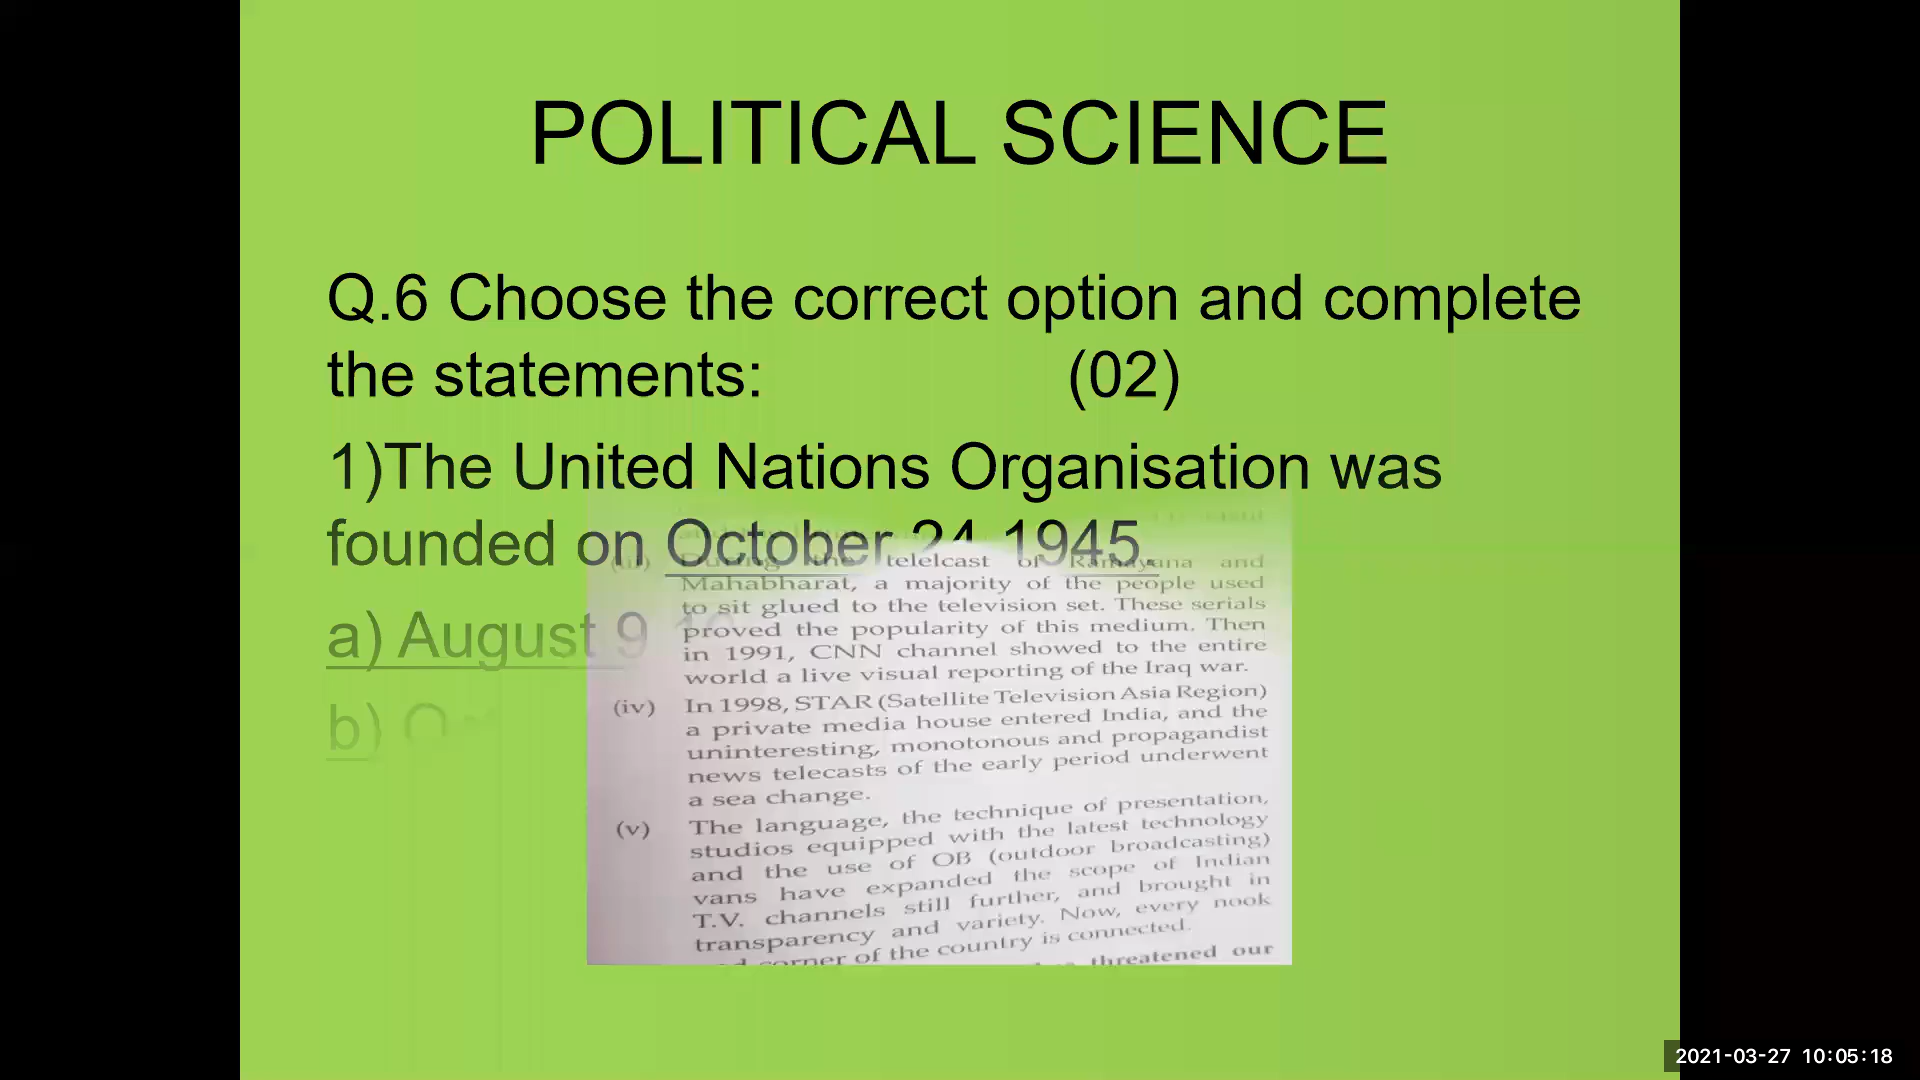 POLITICAL SCIENCE
Q.6 Choose the correct option and complete
the statements: (02)
1)The United Nations Organisation was
founded on October 24 1945.
a) August 9
b) O
(iii) During the telelcast of Ramayana and
Mahabharat, a majority of the people used
to sit glued to the television set. These serials
proved the popularity of this medium. Then
in 1991, CNN channel showed to the entire
world a live visual reporting of the Iraq war.
(iv) In 1998, STAR (Satellite Television Asia Region)
a private media house entered India, and the
uninteresting, monotonous and propagandist
news telecasts of the early period underwent
a sea change.
(v) The language, the technique of presentation,
studios equipped with the latest technology
and the use of OB (outdoor broadcasting)
vans have expanded the scope of Indian
T.V. channels still further, and brought in
transparency and variety. Now, every nook
corner of the country is connected.
threatened our
2021-03-27 10:05:18